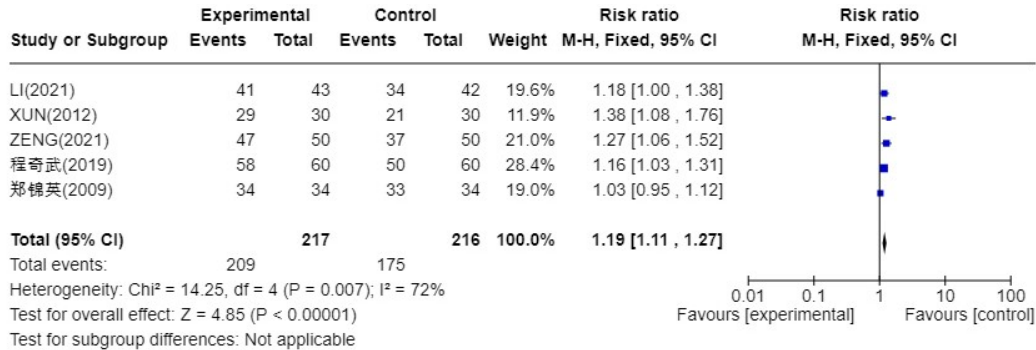 Experimental Control Risk ratio Risk ratio
Study or Subgroup Events Total Events Total Weight M-H, Fixed, 95% CI M-H, Fixed, 95% CI
LI(2021) 41 43 34 42 19.6% 1.18 [1.00 , 1.38]
XUN(2012) 29 30 21 30 11.9% 1.38 [1.08 , 1.76]
ZENG(2021) 47 50 37 50 21.0% 1.27 [1.06 , 1.52]
程奇武(2019) 58 60 50 60 28.4% 1.16 [1.03 , 1.31]
郑锦英(2009) 34 34 33 34 19.0% 1.03 [0.95 , 1.12]
Total (95% CI) 217 216 100.0% 1.19 [1.11 , 1.27]
Total events: 209 175
Heterogeneity: Chi² = 14.25, df = 4 (P = 0.007); I² = 72%
Test for overall effect: Z = 4.85 (P < 0.00001)
Test for subgroup differences: Not applicable
0.01 0.1 1 10 100
Favours [experimental] Favours [control]